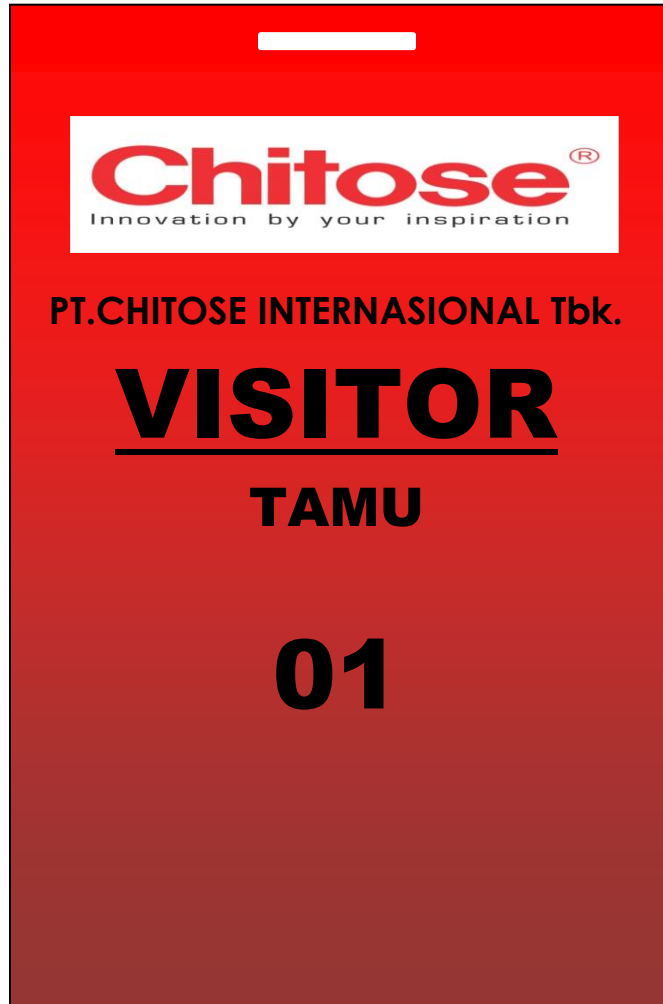 Chitose®
Innovation by your inspiration
PT.CHITOSE INTERNASIONAL Tbk.
VISITOR
TAMU
01